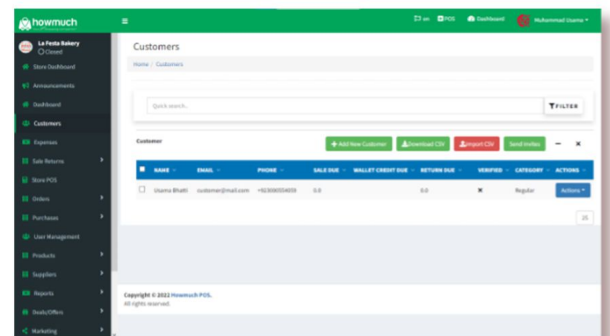 howmuch
En
POS
Dashboard
Muhammad Usama
La Festa Bakery
Closed
Store Dashboard
Announcements
Dashboard
Customers
Expenses
Sale Returns
Store POS
Orders
Purchases
User Management
Products
Suppliers
Reports
Deals/Offers
Marketing
Customers
Home / Customers
Quick search..
FILTER
Customer
+ Add New Customer
Download CSV
Import CSV
Send Invites
NAME EMAIL PHONE SALE DUE WALLET CREDIT DUE RETURN DUE VERIFIED CATEGORY ACTIONS
Usama Bhatti customer@mail.com 0.0 0.0 Regular Actions
25
Copyright © 2022 Howmuch POS.
All rights reserved.